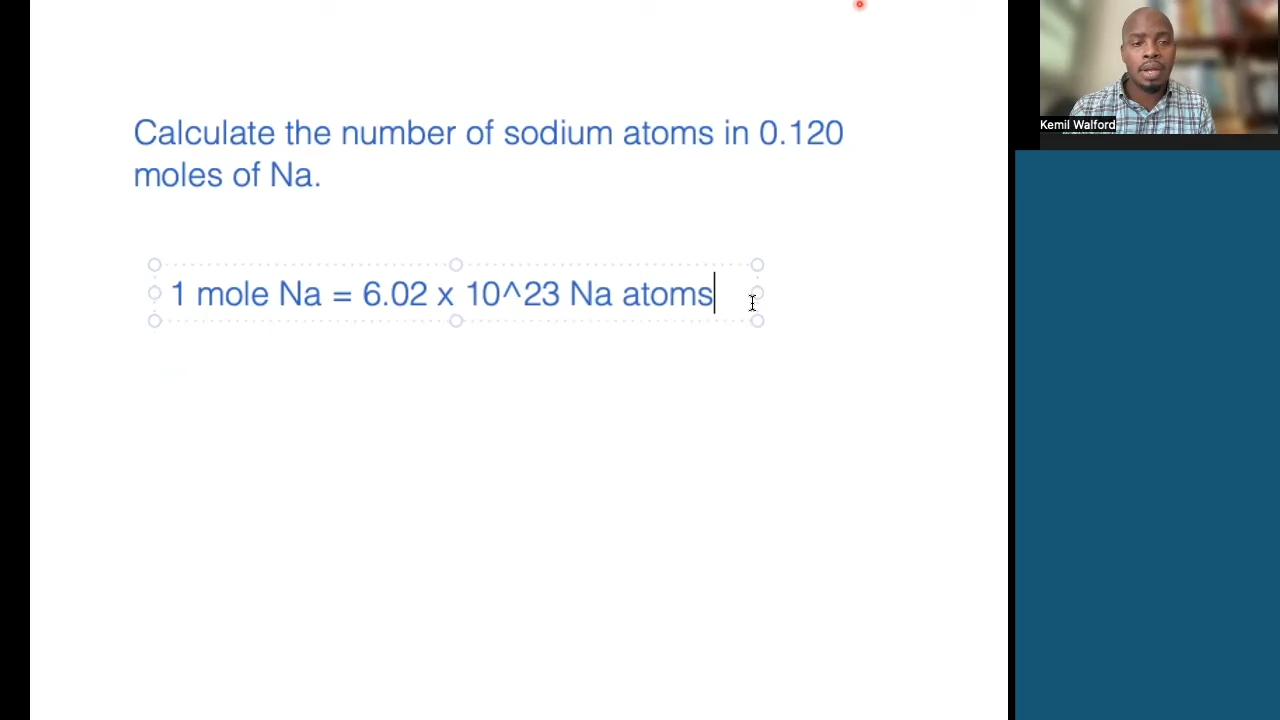 Calculate the number of sodium atoms in 0.120
moles of Na.
1 mole Na = 6.02 x 10^23 Na atoms
Kemil Walford